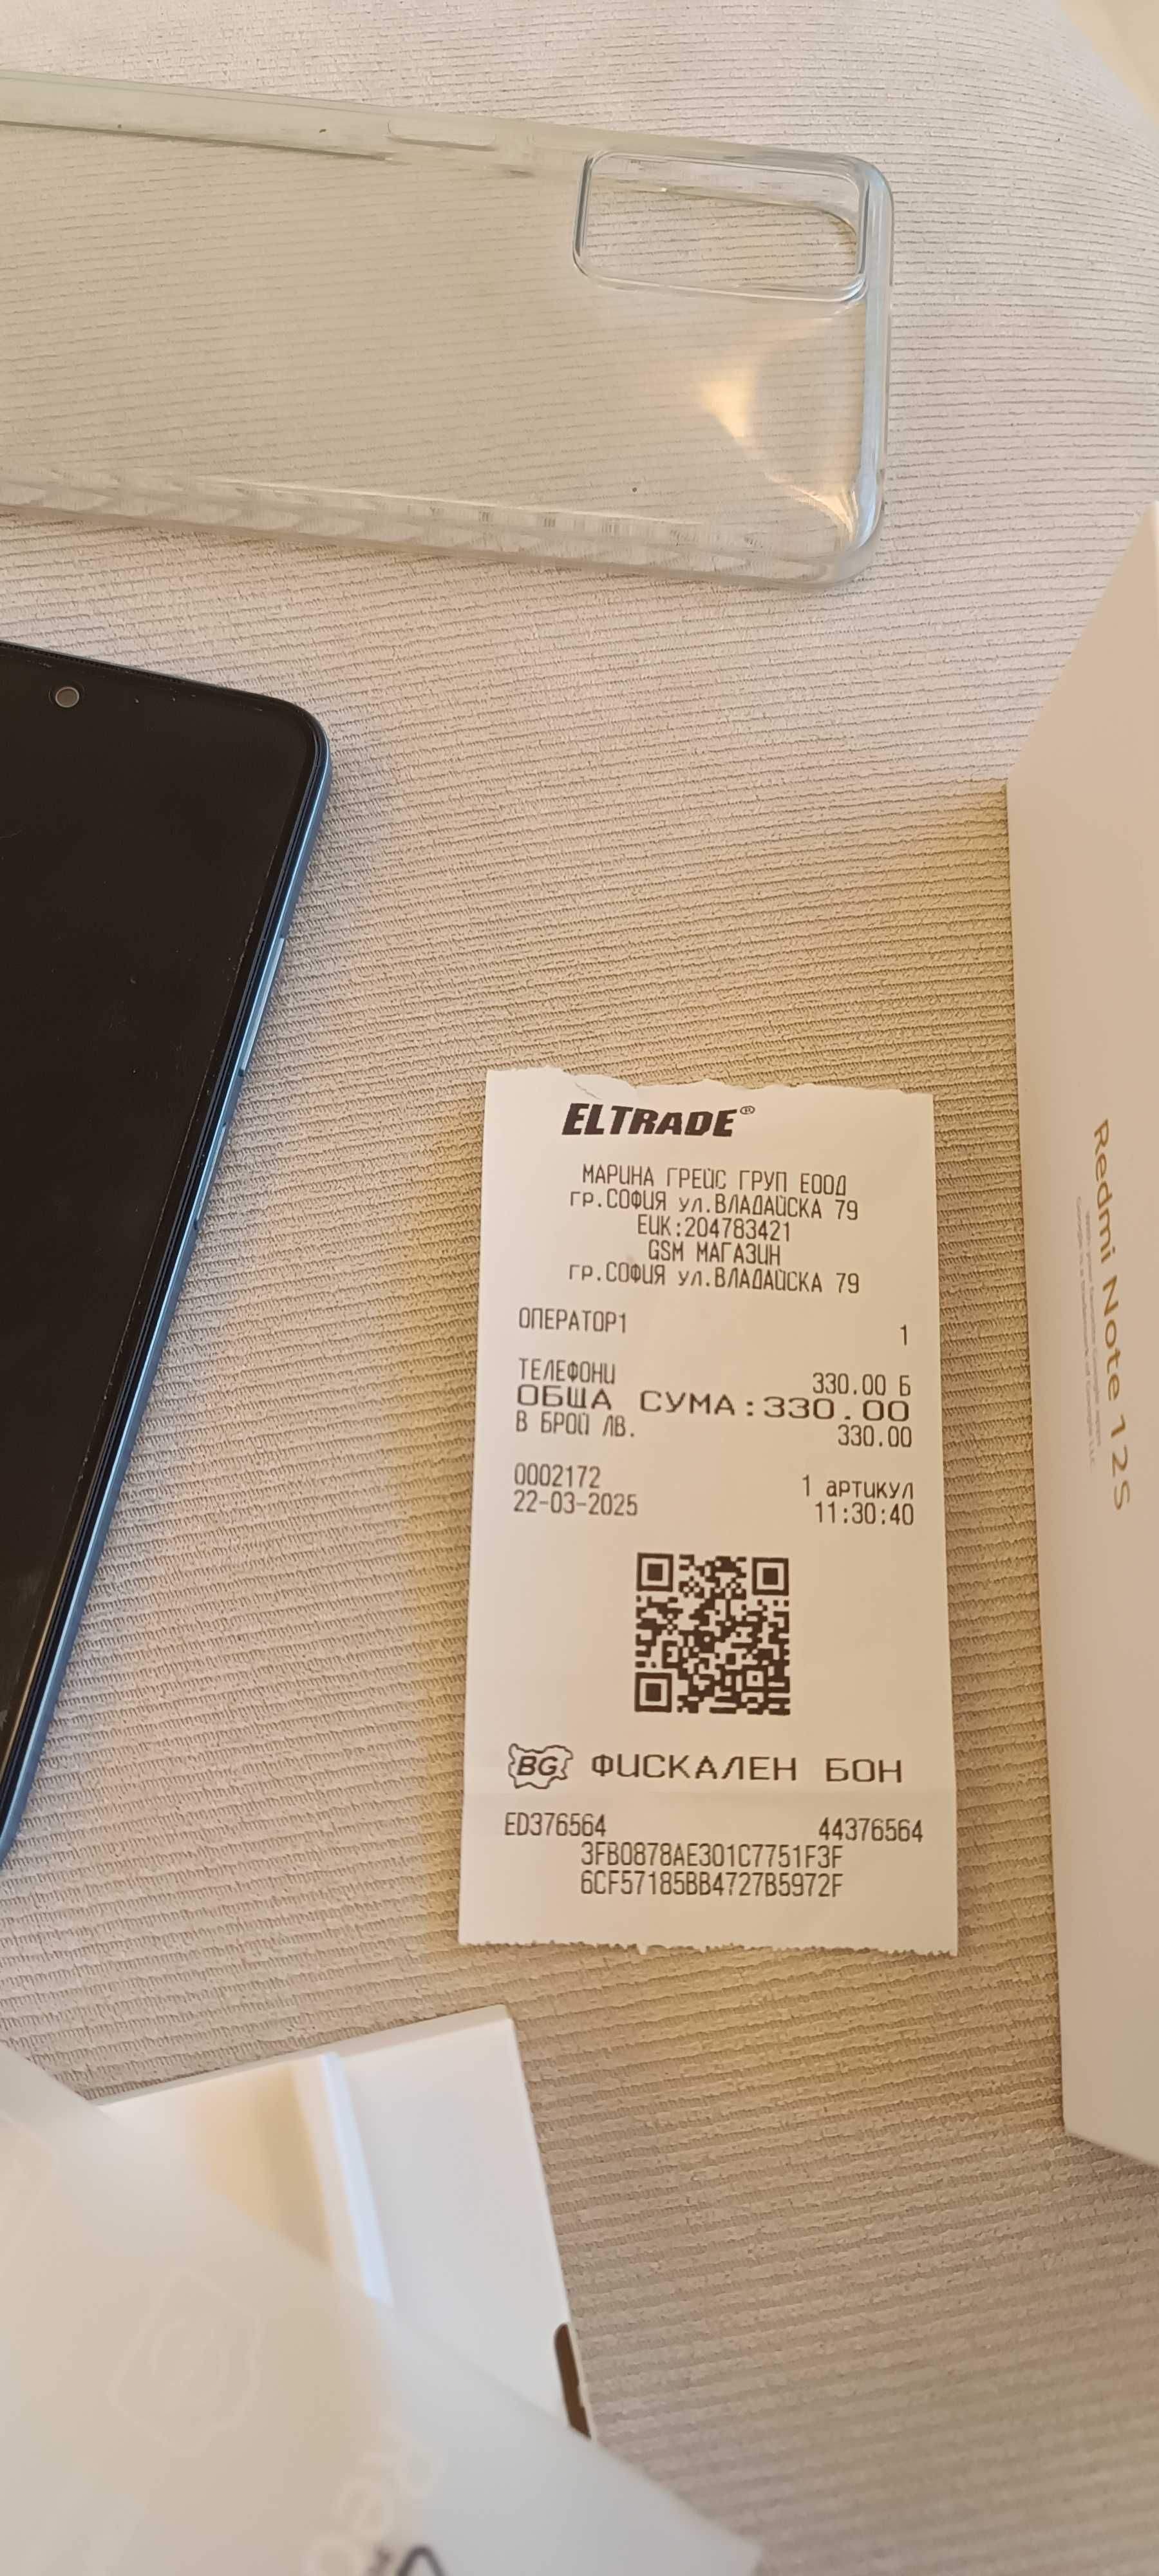 ELTRADE®
МАРИНА ГРЕЙС ГРУП ЕООД
гр.СОФИЯ ул.ВЛАДАЙСКА 79
ЕИК:204783421
GSM МАГАЗИН
гр.СОФИЯ ул.ВЛАДАЙСКА 79
ОПЕРАТОР1 1
ТЕЛЕФОНИ 330.00 Б
ОБЩА СУМА:330.00
В БРОЙ ЛВ. 330.00
0002172 1 артикул
22-03-2025 11:30:40
BG ФИСКАЛЕН БОН
ED376564 44376564
3FB0878AE301C7751F3F
6CF57185BB4727B5972F
Redmi Note 12S